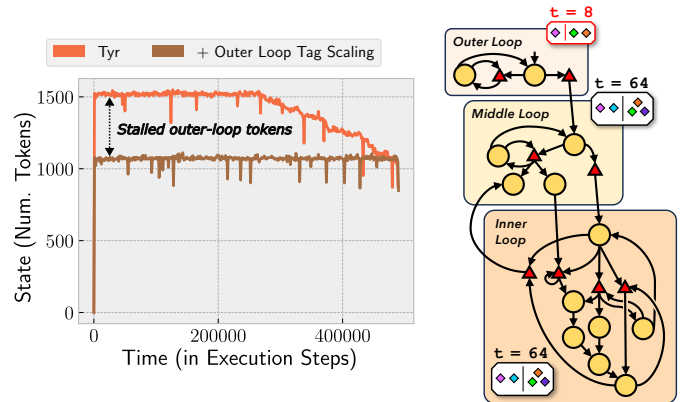 Tyr
+ Outer Loop Tag Scaling
State (Num. Tokens)
1500
1000
500
0
Stalled outer-loop tokens
0
200000
400000
Time (in Execution Steps)
t = 8
Outer Loop
t = 64
Middle Loop
Inner
Loop
t = 64